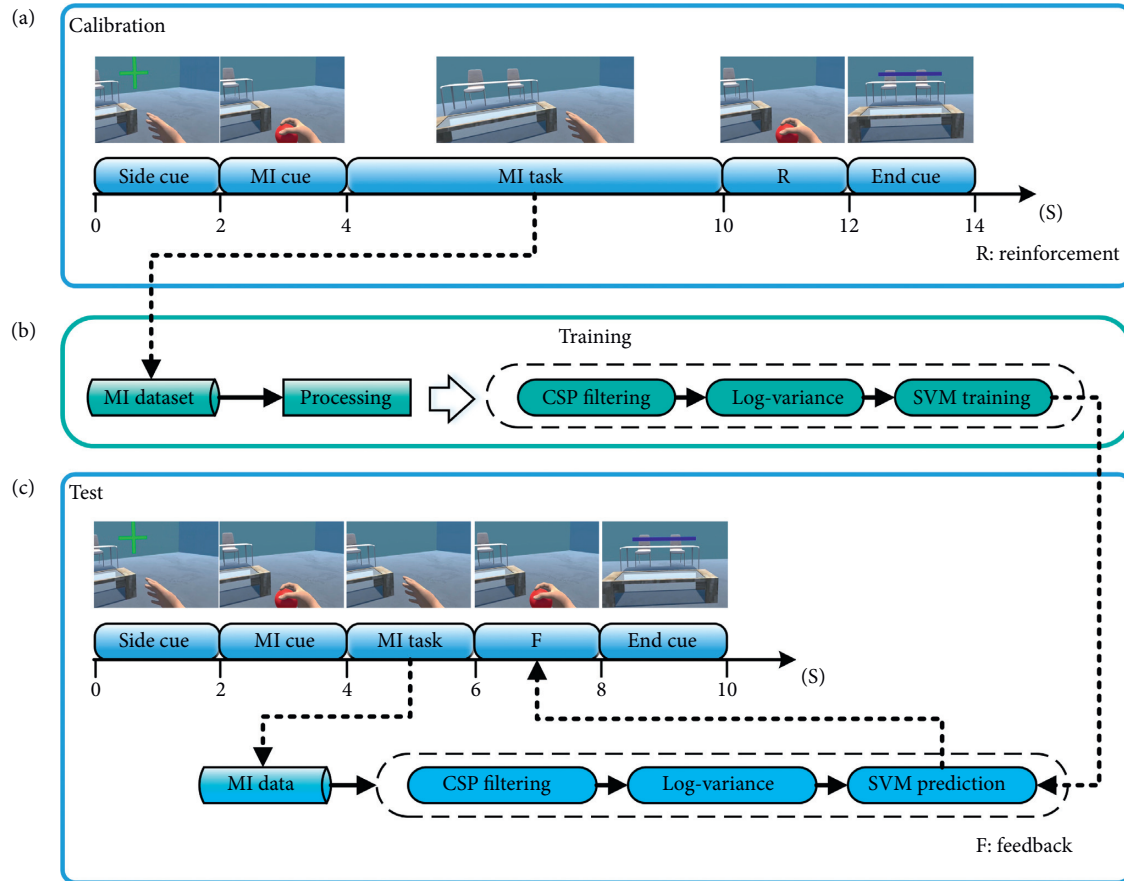 (a)
Calibration
Side cue MI cue MI task R End cue
0 2 4 10 12 14
(S)
R: reinforcement
(b)
Training
MI dataset Processing CSP filtering Log-variance SVM training
(c)
Test
Side cue MI cue MI task F End cue
0 2 4 6 8 10
(S)
MI data CSP filtering Log-variance SVM prediction
F: feedback